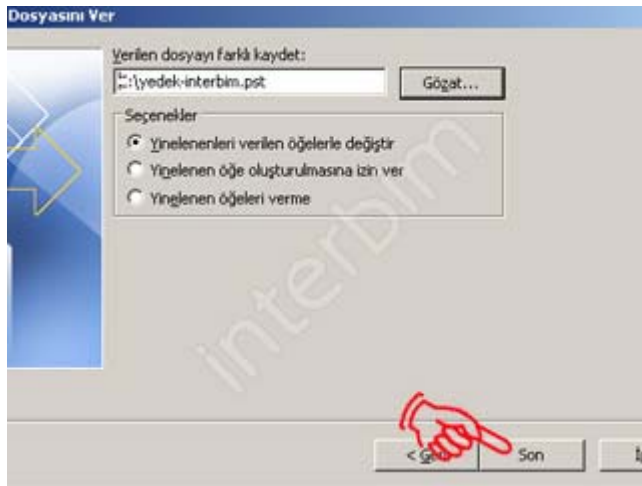 Dosyasını Ver
Verilen dosyayı farklı kaydet:
:\yedek-interbim.pst
Gözat...
Seçenekler
Yinelenenleri verilen öğelerle değiştir
Yinelenen öğe oluşturulmasına izin ver
Yinelenen öğeleri verme
interbim
< Geri
Son